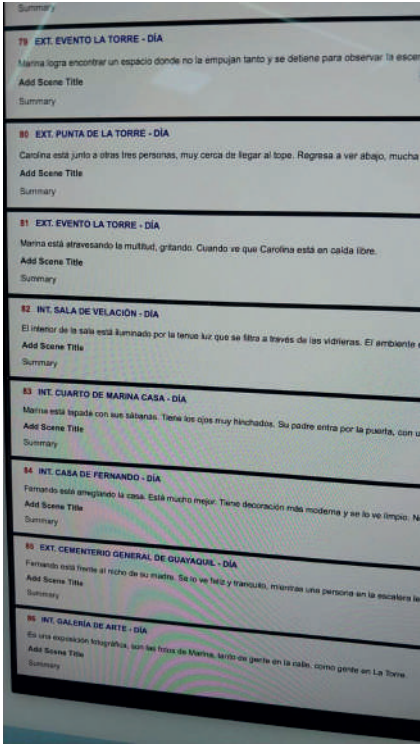 Summary
79 EXT. EVENTO LA TORRE - DÍA
Marina logra encontrar un espacio donde no la empujan tanto y se detiene para observar la escen
Add Scene Title
Summary
80 EXT. PUNTA DE LA TORRE - DÍA
Carolina está junto a otras tres personas, muy cerca de llegar al tope. Regresa a ver abajo, mucha
Add Scene Title
Summary
81 EXT. EVENTO LA TORRE - DÍA
Marina está atravesando la multitud, gritando. Cuando ve que Carolina está en caída libre.
Add Scene Title
Summary
82 INT. SALA DE VELACIÓN - DÍA
El interior de la sala está iluminado por la tenue luz que se filtra a través de las vidrieras. El ambiente
Add Scene Title
Summary
83 INT. CUARTO DE MARINA CASA - DÍA
Marina está tapada con sus sábanas. Tiene los ojos muy hinchados. Su padre entra por la puerta, con u
Add Scene Title
Summary
84 INT. CASA DE FERNANDO - DÍA
Fernando está arreglando la casa. Está mucho mejor. Tiene decoración más moderna y se lo ve limpio. N
Add Scene Title
Summary
85 EXT. CEMENTERIO GENERAL DE GUAYAQUIL - DÍA
Fernando está frente al nicho de su madre. Se lo ve feliz y tranquilo, mientras una persona en la escalera le
Add Scene Title
Summary
86 INT. GALERÍA DE ARTE - DÍA
Es una exposición fotográfica, son las fotos de Marina, tanto de gente en la calle, como gente en La Torre.
Add Scene Title
Summary